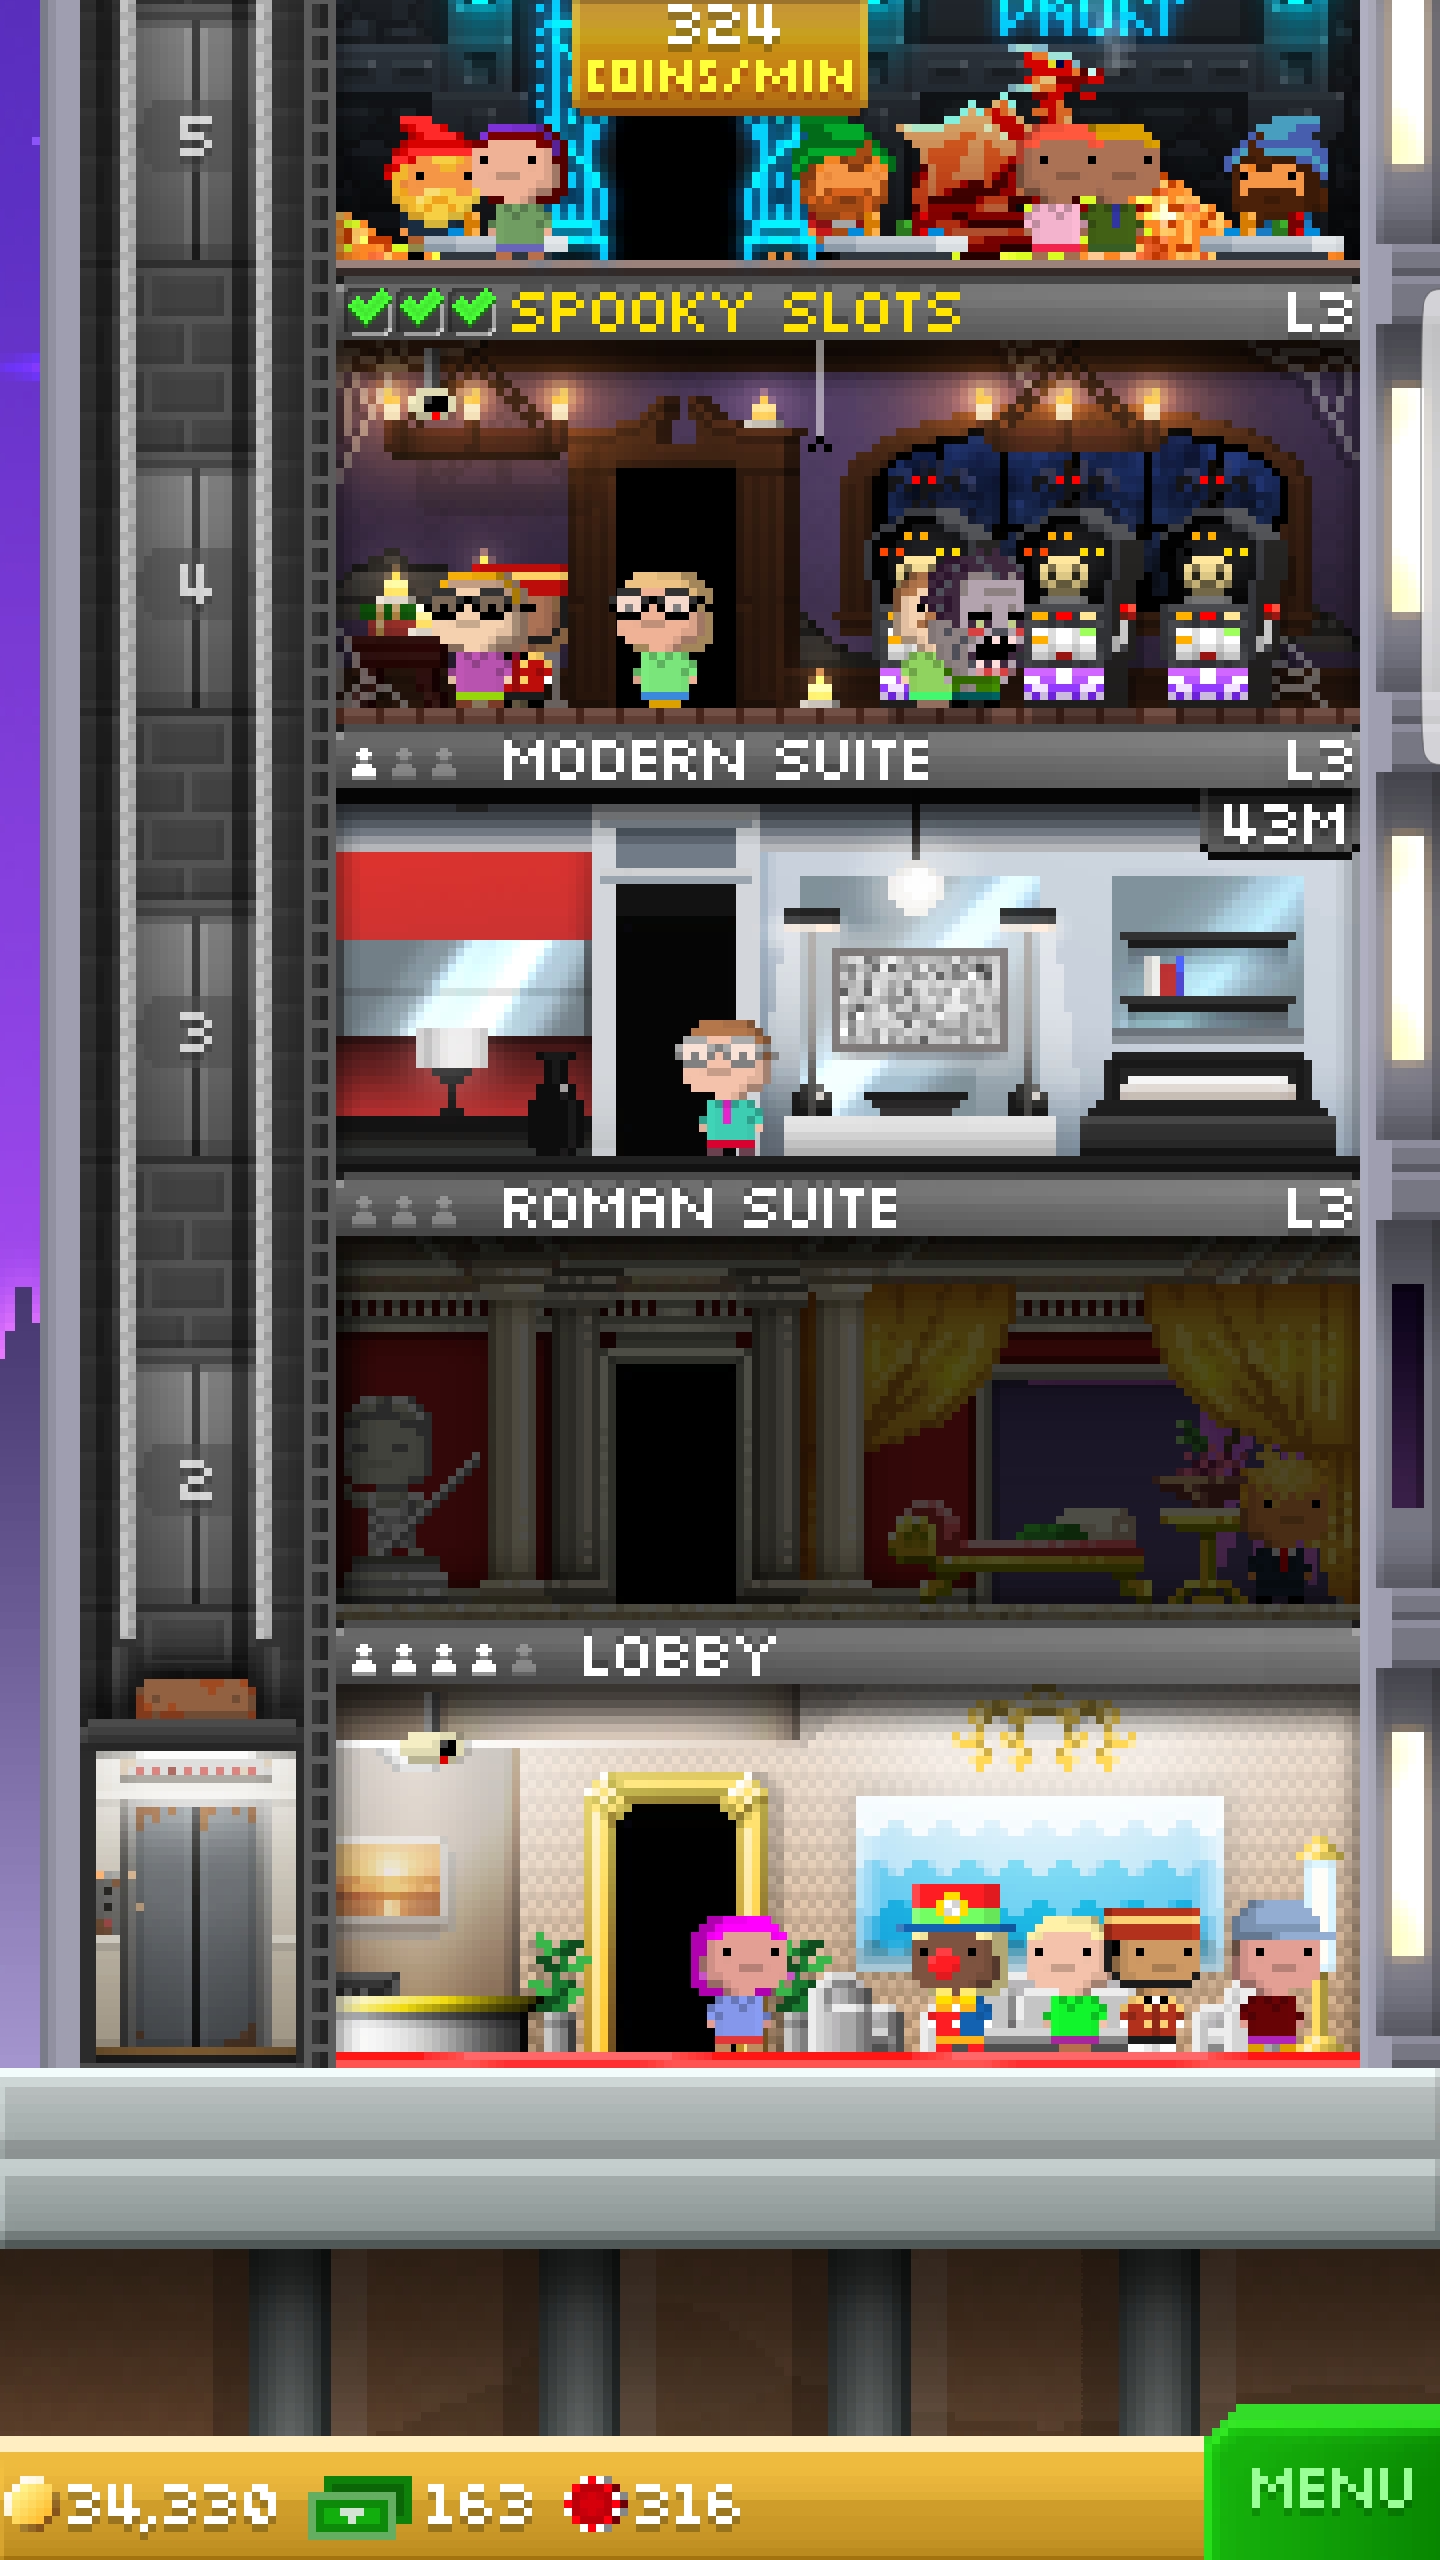 324
COINS/MIN
5
SPOOKY SLOTS L3
4
MODERN SUITE L3
43M
3
ROMAN SUITE L3
2
LOBBY
34,330 163 316
MENU